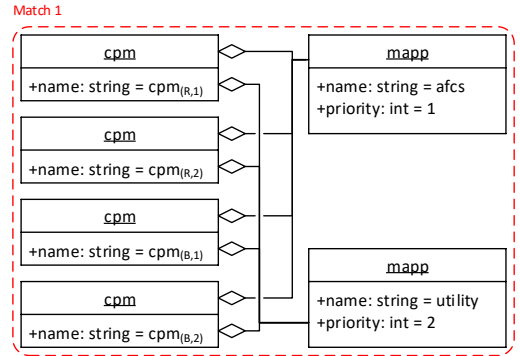 Match 1
cpm
+name: string = cpm(R,1)
cpm
+name: string = cpm(R,2)
cpm
+name: string = cpm(B,1)
cpm
+name: string = cpm(B,2)
mapp
+name: string = afcs
+priority: int = 1
mapp
+name: string = utility
+priority: int = 2